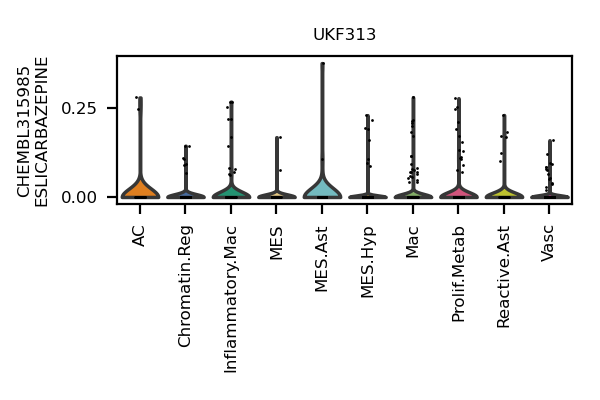 UKF313
CHEMBL315985
ESLICARBAZEPINE
0.25
0.00
AC
Chromatin.Reg
Inflammatory.Mac
MES
MES.Ast
MES.Hyp
Mac
Prolif.Metab
Reactive.Ast
Vasc